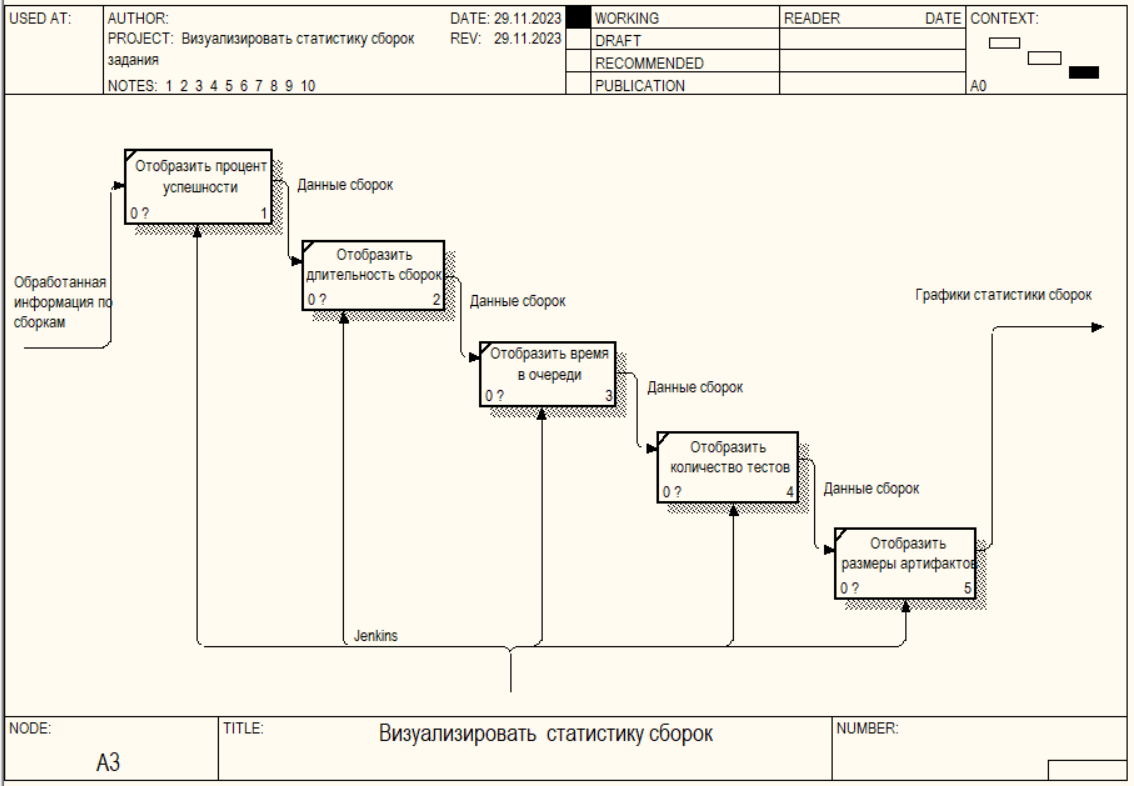 USED AT:
AUTHOR:
DATE: 29.11.2023
PROJECT: Визуализировать статистику сборок
задания
REV: 29.11.2023
NOTES: 1 2 3 4 5 6 7 8 9 10
WORKING
DRAFT
RECOMMENDED
PUBLICATION
READER
DATE
CONTEXT:
A0
Отобразить процент
успешности
0 ?
1
Данные сборок
Отобразить
длительность сборок
0 ?
2
Данные сборок
Обработанная
информация по
сборкам
Графики статистики сборок
Отобразить время
в очереди
0 ?
3
Данные сборок
Отобразить
количество тестов
0 ?
4
Данные сборок
Отобразить
размеры артифактов
0 ?
5
Jenkins
NODE:
A3
TITLE:
Визуализировать статистику сборок
NUMBER: